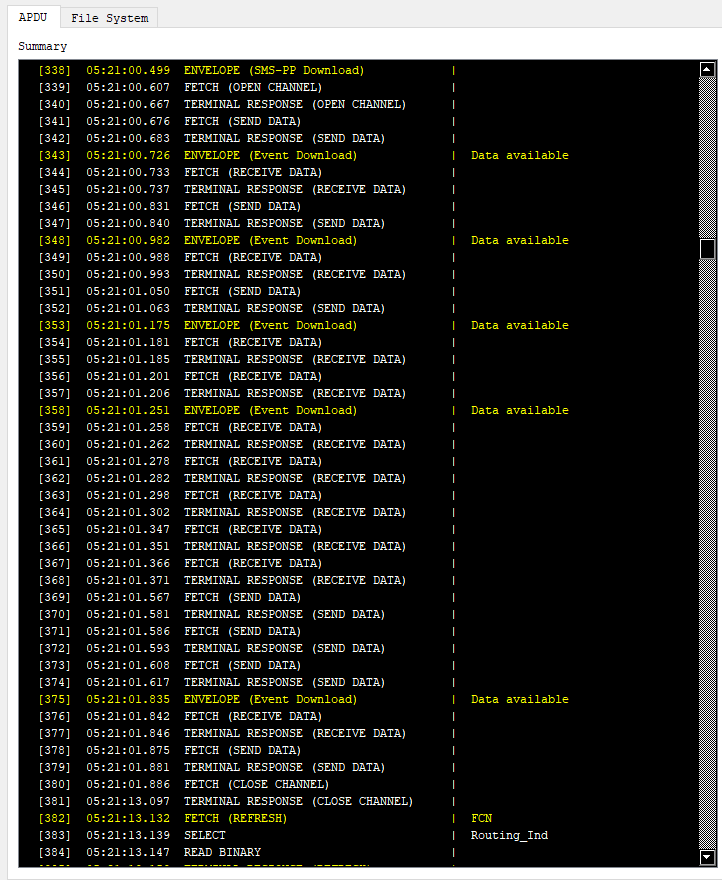 APDU File System
Summary
[338] 05:21:00.499 ENVELOPE (SMS-PP Download) |
[339] 05:21:00.607 FETCH (OPEN CHANNEL) |
[340] 05:21:00.667 TERMINAL RESPONSE (OPEN CHANNEL) |
[341] 05:21:00.676 FETCH (SEND DATA) |
[342] 05:21:00.683 TERMINAL RESPONSE (SEND DATA) |
[343] 05:21:00.726 ENVELOPE (Event Download) | Data available
[344] 05:21:00.733 FETCH (RECEIVE DATA) |
[345] 05:21:00.737 TERMINAL RESPONSE (RECEIVE DATA) |
[346] 05:21:00.831 FETCH (SEND DATA) |
[347] 05:21:00.840 TERMINAL RESPONSE (SEND DATA) |
[348] 05:21:00.982 ENVELOPE (Event Download) | Data available
[349] 05:21:00.988 FETCH (RECEIVE DATA) |
[350] 05:21:00.993 TERMINAL RESPONSE (RECEIVE DATA) |
[351] 05:21:01.050 FETCH (SEND DATA) |
[352] 05:21:01.063 TERMINAL RESPONSE (SEND DATA) |
[353] 05:21:01.175 ENVELOPE (Event Download) | Data available
[354] 05:21:01.181 FETCH (RECEIVE DATA) |
[355] 05:21:01.185 TERMINAL RESPONSE (RECEIVE DATA) |
[356] 05:21:01.201 FETCH (RECEIVE DATA) |
[357] 05:21:01.206 TERMINAL RESPONSE (RECEIVE DATA) |
[358] 05:21:01.251 ENVELOPE (Event Download) | Data available
[359] 05:21:01.258 FETCH (RECEIVE DATA) |
[360] 05:21:01.262 TERMINAL RESPONSE (RECEIVE DATA) |
[361] 05:21:01.278 FETCH (RECEIVE DATA) |
[362] 05:21:01.282 TERMINAL RESPONSE (RECEIVE DATA) |
[363] 05:21:01.298 FETCH (RECEIVE DATA) |
[364] 05:21:01.302 TERMINAL RESPONSE (RECEIVE DATA) |
[365] 05:21:01.347 FETCH (RECEIVE DATA) |
[366] 05:21:01.351 TERMINAL RESPONSE (RECEIVE DATA) |
[367] 05:21:01.366 FETCH (RECEIVE DATA) |
[368] 05:21:01.371 TERMINAL RESPONSE (RECEIVE DATA) |
[369] 05:21:01.567 FETCH (SEND DATA) |
[370] 05:21:01.581 TERMINAL RESPONSE (SEND DATA) |
[371] 05:21:01.586 FETCH (SEND DATA) |
[372] 05:21:01.593 TERMINAL RESPONSE (SEND DATA) |
[373] 05:21:01.608 FETCH (SEND DATA) |
[374] 05:21:01.617 TERMINAL RESPONSE (SEND DATA) |
[375] 05:21:01.835 ENVELOPE (Event Download) | Data available
[376] 05:21:01.842 FETCH (RECEIVE DATA) |
[377] 05:21:01.846 TERMINAL RESPONSE (RECEIVE DATA) |
[378] 05:21:01.875 FETCH (SEND DATA) |
[379] 05:21:01.881 TERMINAL RESPONSE (SEND DATA) |
[380] 05:21:01.886 FETCH (CLOSE CHANNEL) |
[381] 05:21:13.097 TERMINAL RESPONSE (CLOSE CHANNEL) |
[382] 05:21:13.132 FETCH (REFRESH) | FCN
[383] 05:21:13.139 SELECT | Routing_Ind
[384] 05:21:13.147 READ BINARY |